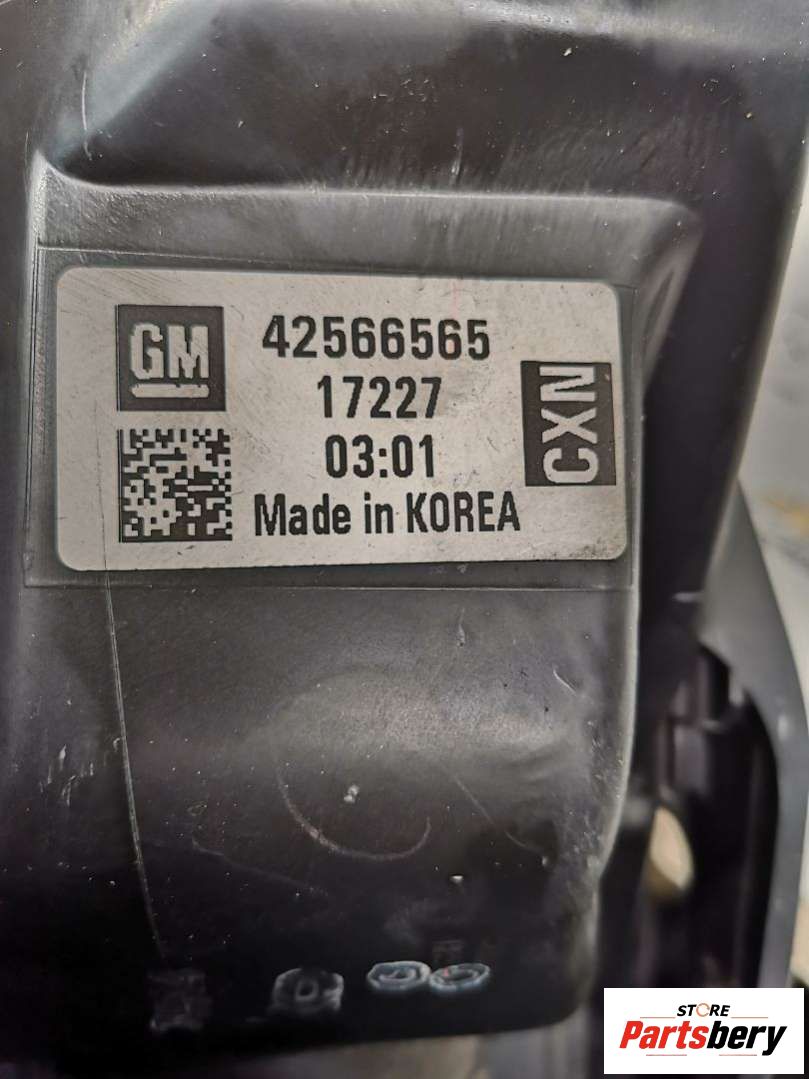 GM
42566565
17227
CXN
03:01
Made in KOREA
STORE
Partsbery